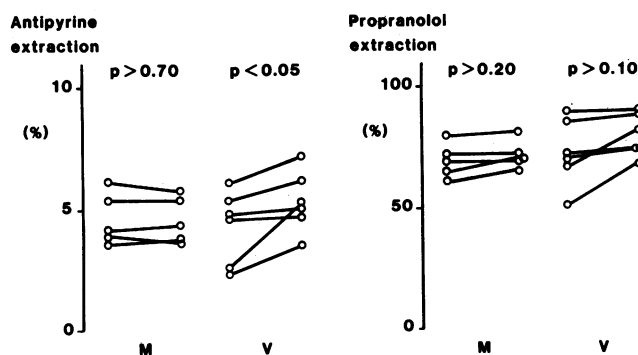 Antipyrine
extraction
p>0.70 p<0.05
10
(%)
5
0
M V
Propranolol
extraction
p>0.20 p>0.10
100
(%)
50
0
M V